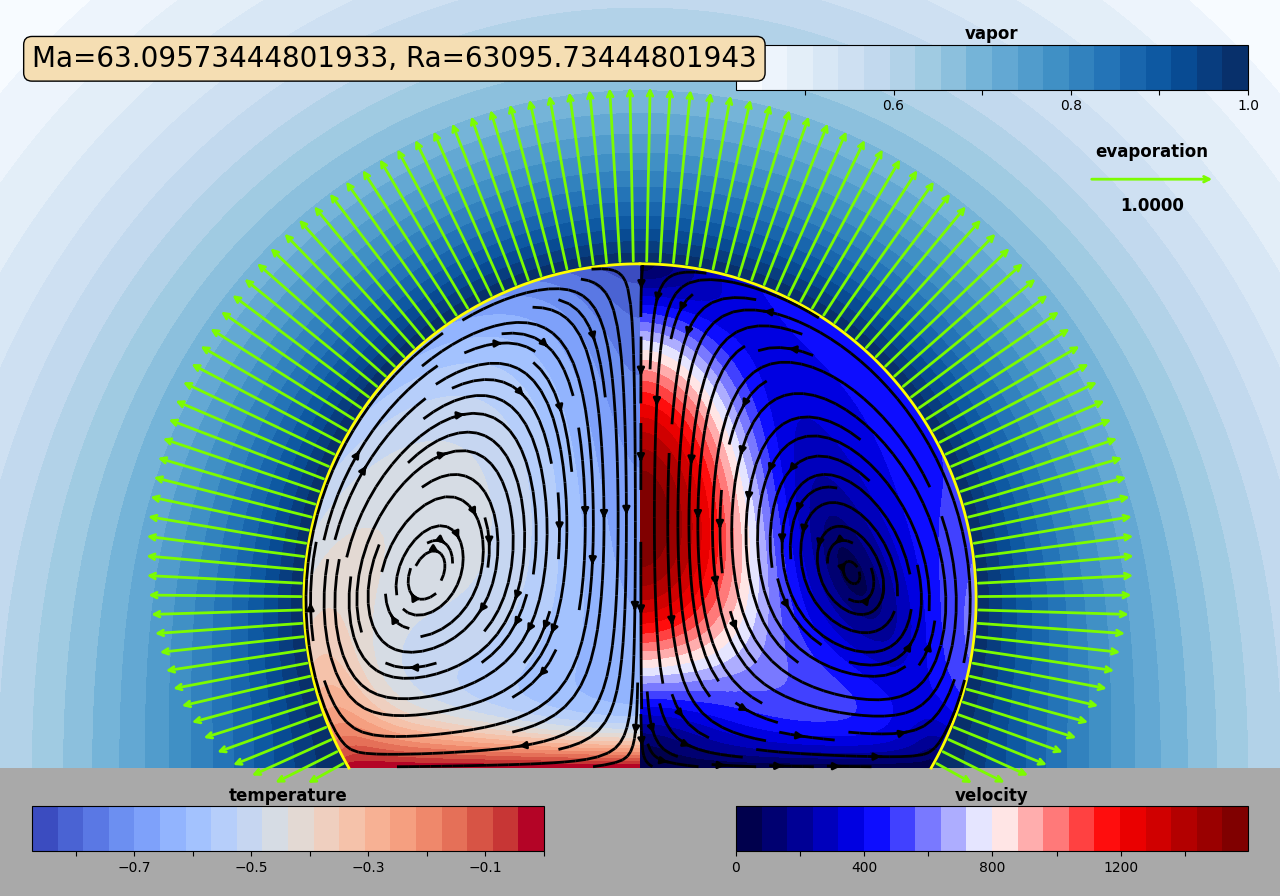 vapor
Ma=63.09573444801933, Ra=63095.73444801943
0.6 0.8 1.0
evaporation
1.0000
temperature velocity
−0.7 −0.5 −0.3 −0.1 0 400 800 1200